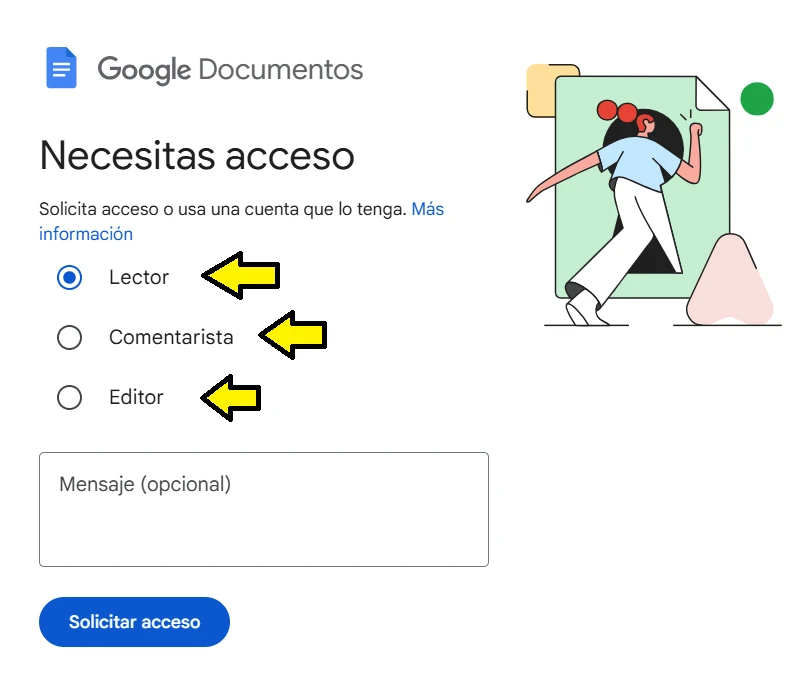 Google Documentos
Necesitas acceso
Solicita acceso o usa una cuenta que lo tenga. Más
información
Lector
Comentarista
Editor
Mensaje (opcional)
Solicitar acceso